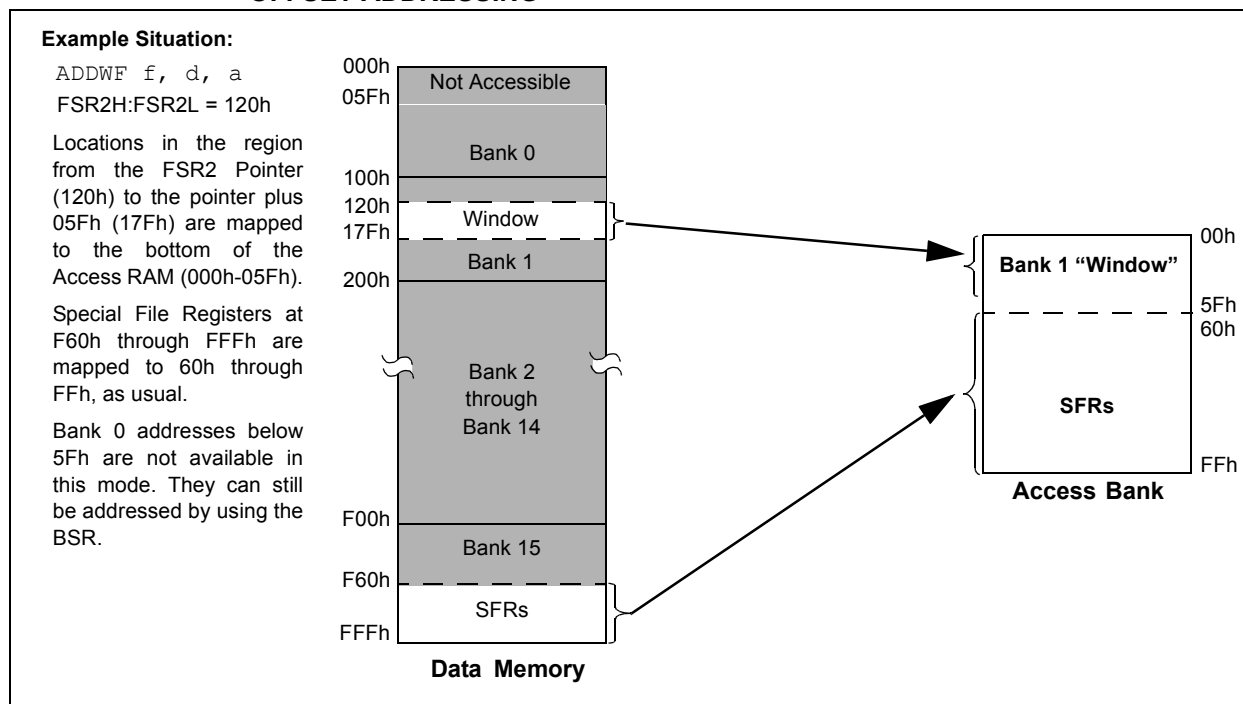 Example Situation:
ADDWF f, d, a
FSR2H:FSR2L = 120h
Locations in the region
from the FSR2 Pointer
(120h) to the pointer plus
05Fh (17Fh) are mapped
to the bottom of the
Access RAM (000h-05Fh).
Special File Registers at
F60h through FFFh are
mapped to 60h through
FFh, as usual.
Bank 0 addresses below
5Fh are not available in
this mode. They can still
be addressed by using the
BSR.
000h
Not Accessible
05Fh
Bank 0
100h
120h
Window
17Fh
Bank 1
200h
Bank 2
through
Bank 14
F00h
Bank 15
F60h
SFRs
FFFh
Data Memory
00h
Bank 1 “Window”
5Fh
60h
SFRs
FFh
Access Bank